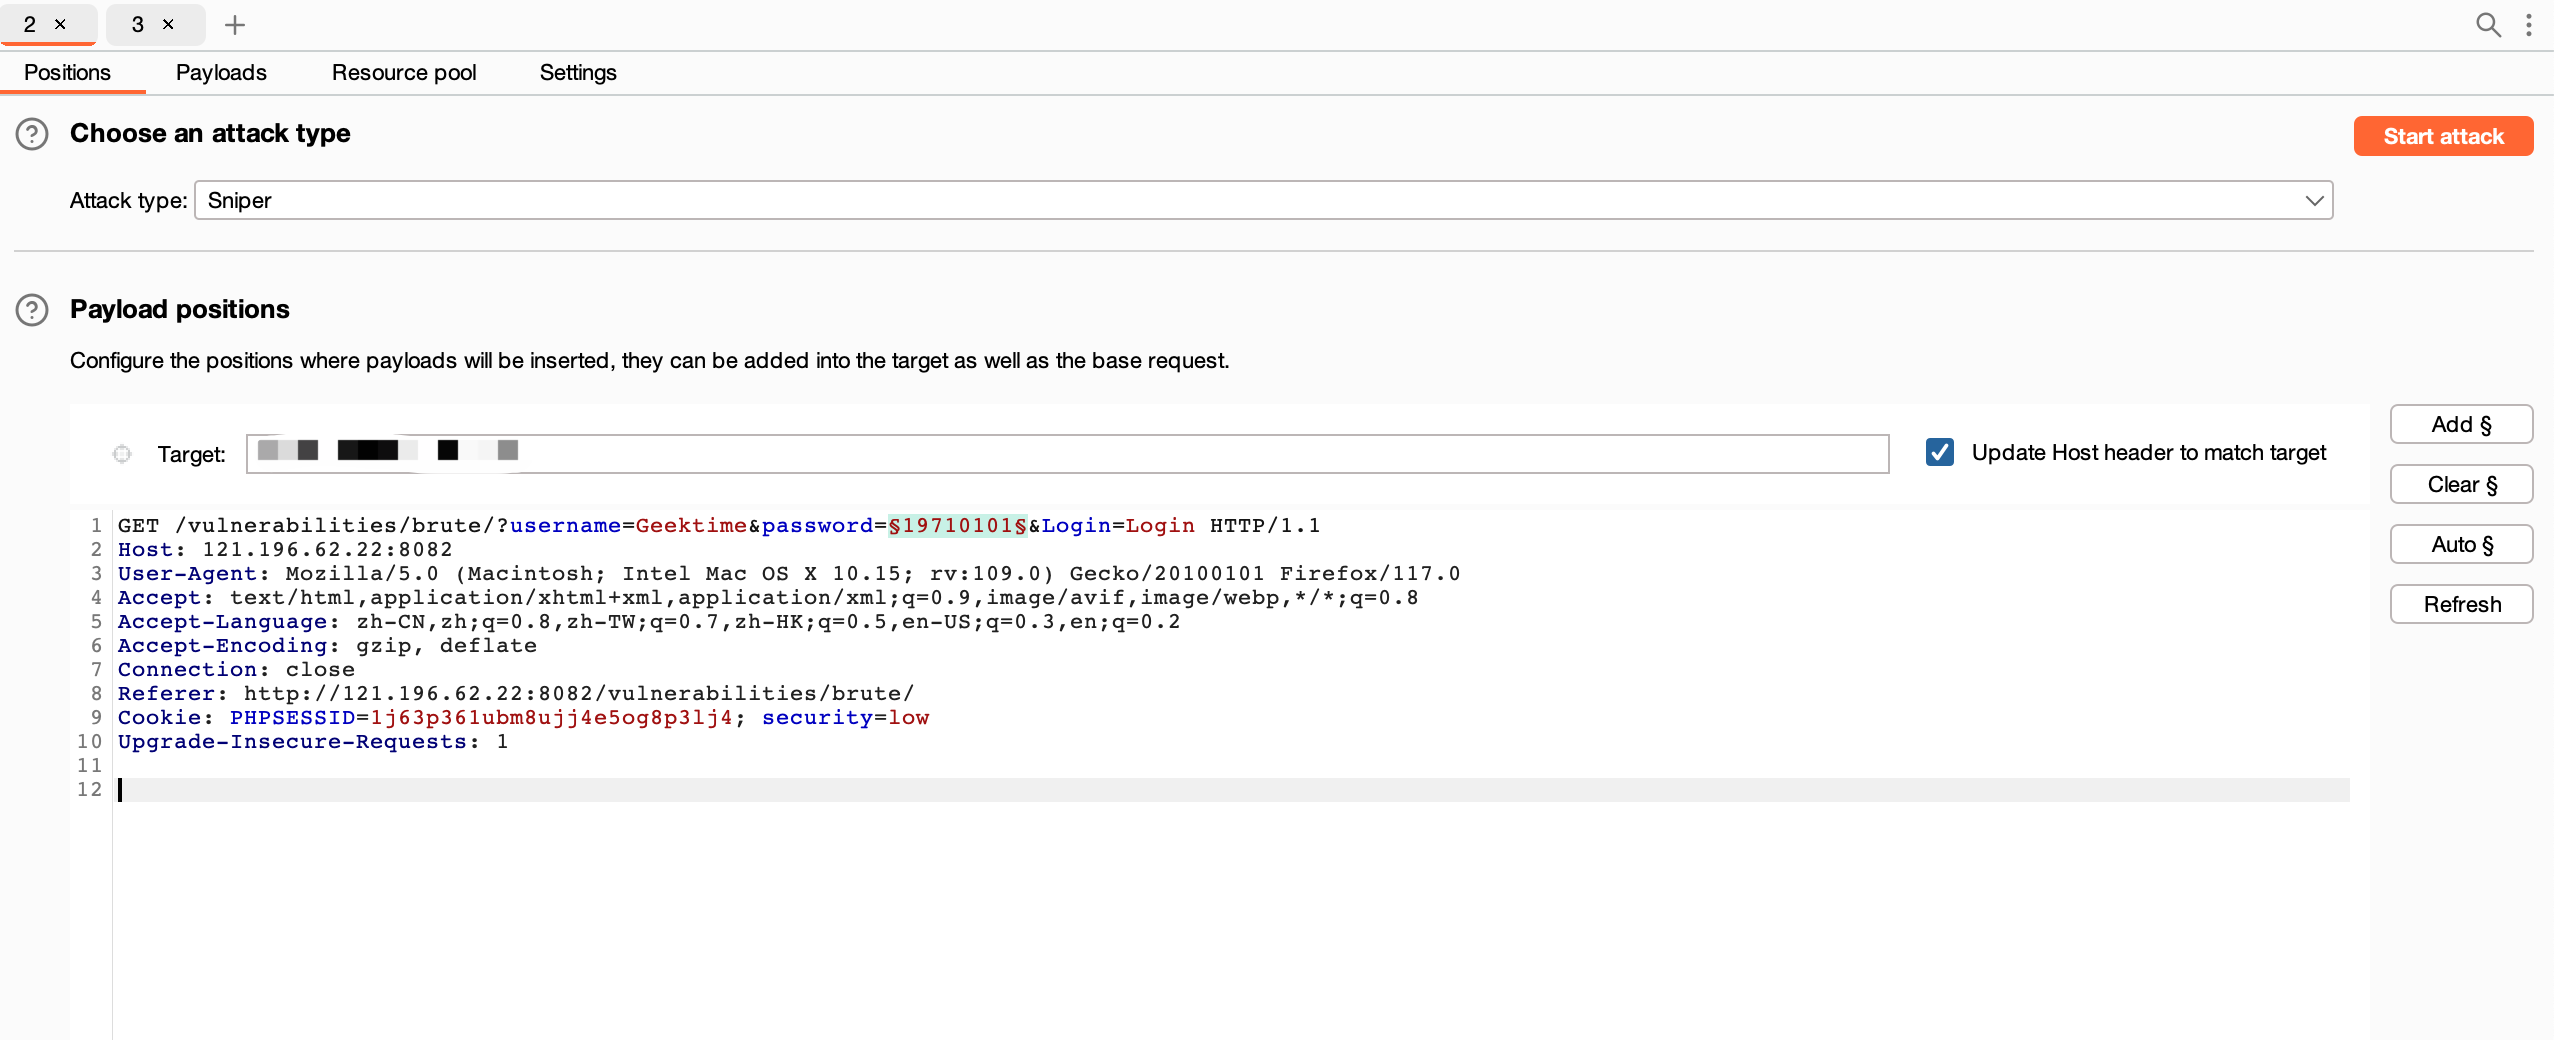 2 × 3 × +
Positions Payloads Resource pool Settings
? Choose an attack type Start attack
Attack type: Sniper
? Payload positions
Configure the positions where payloads will be inserted, they can be added into the target as well as the base request.
Target: Update Host header to match target
Add §
Clear §
Auto §
Refresh
1 GET /vulnerabilities/brute/?username=Geektime&password=§19710101§&Login=Login HTTP/1.1
2 Host: 121.196.62.22:8082
3 User-Agent: Mozilla/5.0 (Macintosh; Intel Mac OS X 10.15; rv:109.0) Gecko/20100101 Firefox/117.0
4 Accept: text/html,application/xhtml+xml,application/xml;q=0.9,image/avif,image/webp,*/*;q=0.8
5 Accept-Language: zh-CN,zh;q=0.8,zh-TW;q=0.7,zh-HK;q=0.5,en-US;q=0.3,en;q=0.2
6 Accept-Encoding: gzip, deflate
7 Connection: close
8 Referer: http://121.196.62.22:8082/vulnerabilities/brute/
9 Cookie: PHPSESSID=1j63p361ubm8ujj4e5og8p3lj4; security=low
10 Upgrade-Insecure-Requests: 1
11
12